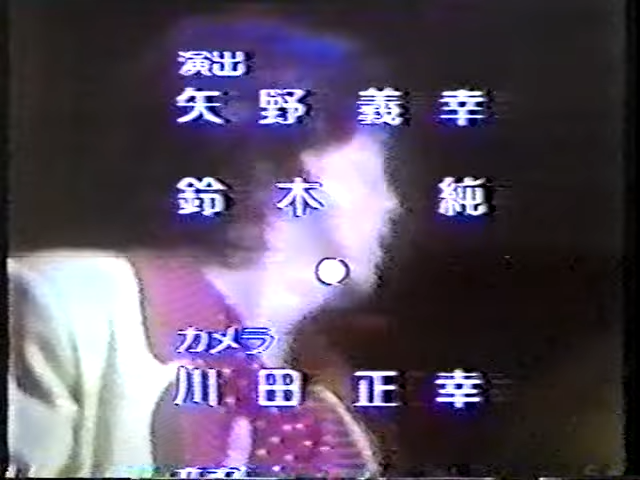 演出
矢野義幸
鈴木純
カメラ
川田正幸